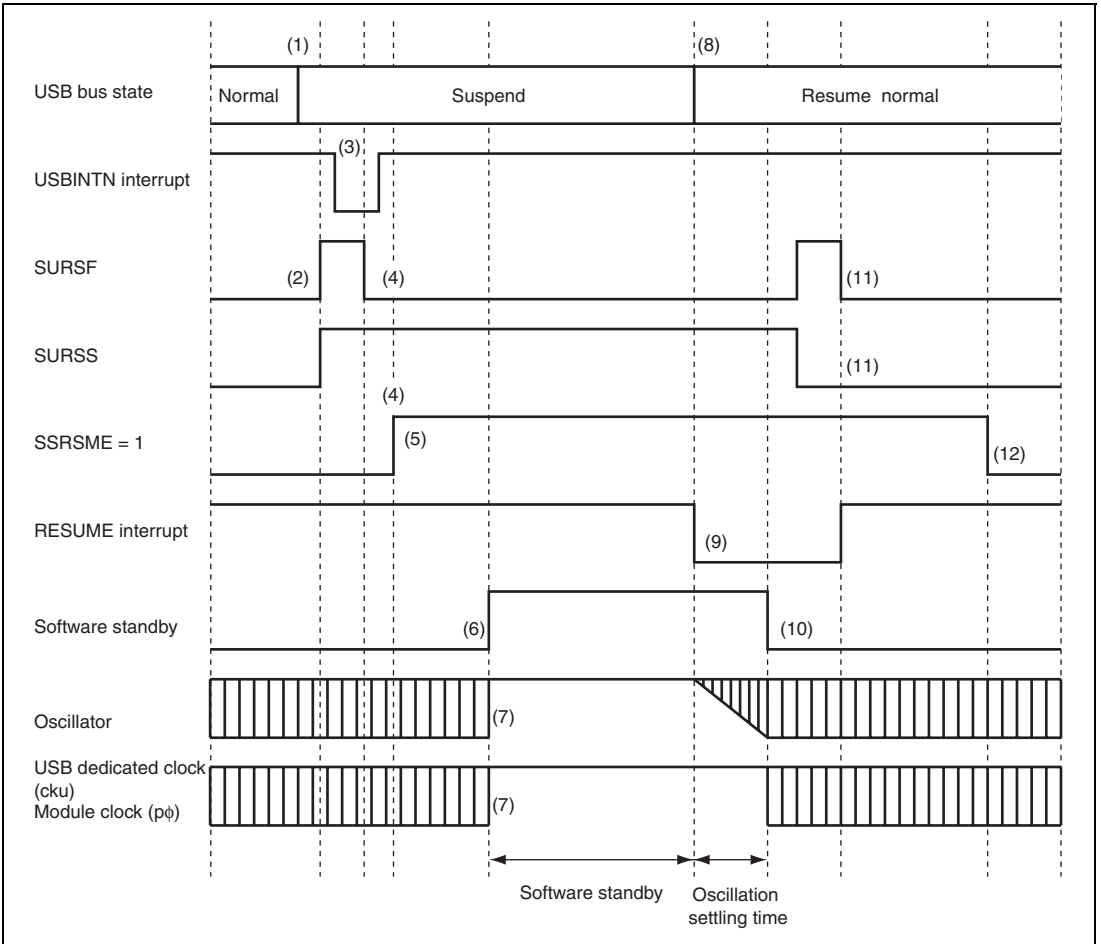 (1)
(8)
USB bus state
Normal
Suspend
Resume normal
(3)
USBINTN interrupt
SURSF
(2)
(4)
(11)
SURSS
(11)
(4)
SSRSME = 1
(5)
(12)
RESUME interrupt
(9)
Software standby
(6)
(10)
Oscillator
(7)
USB dedicated clock
(cku)
Module clock (pϕ)
(7)
Software standby
Oscillation
settling time